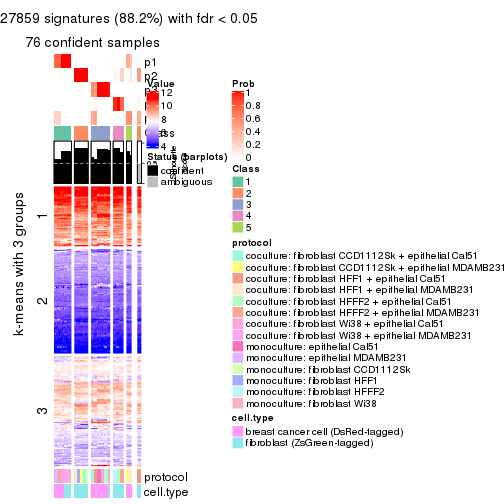 27859 signatures (88.2%) with fdr < 0.05
76 confident samples
p1
p2
Value
12
10
8
6
4
Status (barplots)
confident
ambiguous
k-means with 3 groups
1
2
3
protocol
cell.type
Prob
1
0.8
0.6
0.4
0.2
0
Class
1
2
3
4
5
protocol
coculture: fibroblast CCD1112Sk + epithelial Cal51
coculture: fibroblast CCD1112Sk + epithelial MDAMB231
coculture: fibroblast HFF1 + epithelial Cal51
coculture: fibroblast HFF1 + epithelial MDAMB231
coculture: fibroblast HFFF2 + epithelial Cal51
coculture: fibroblast HFFF2 + epithelial MDAMB231
coculture: fibroblast Wi38 + epithelial Cal51
coculture: fibroblast Wi38 + epithelial MDAMB231
monoculture: epithelial Cal51
monoculture: epithelial MDAMB231
monoculture: fibroblast CCD1112Sk
monoculture: fibroblast HFF1
monoculture: fibroblast HFFF2
monoculture: fibroblast Wi38
cell.type
breast cancer cell (DsRed-tagged)
fibroblast (ZsGreen-tagged)